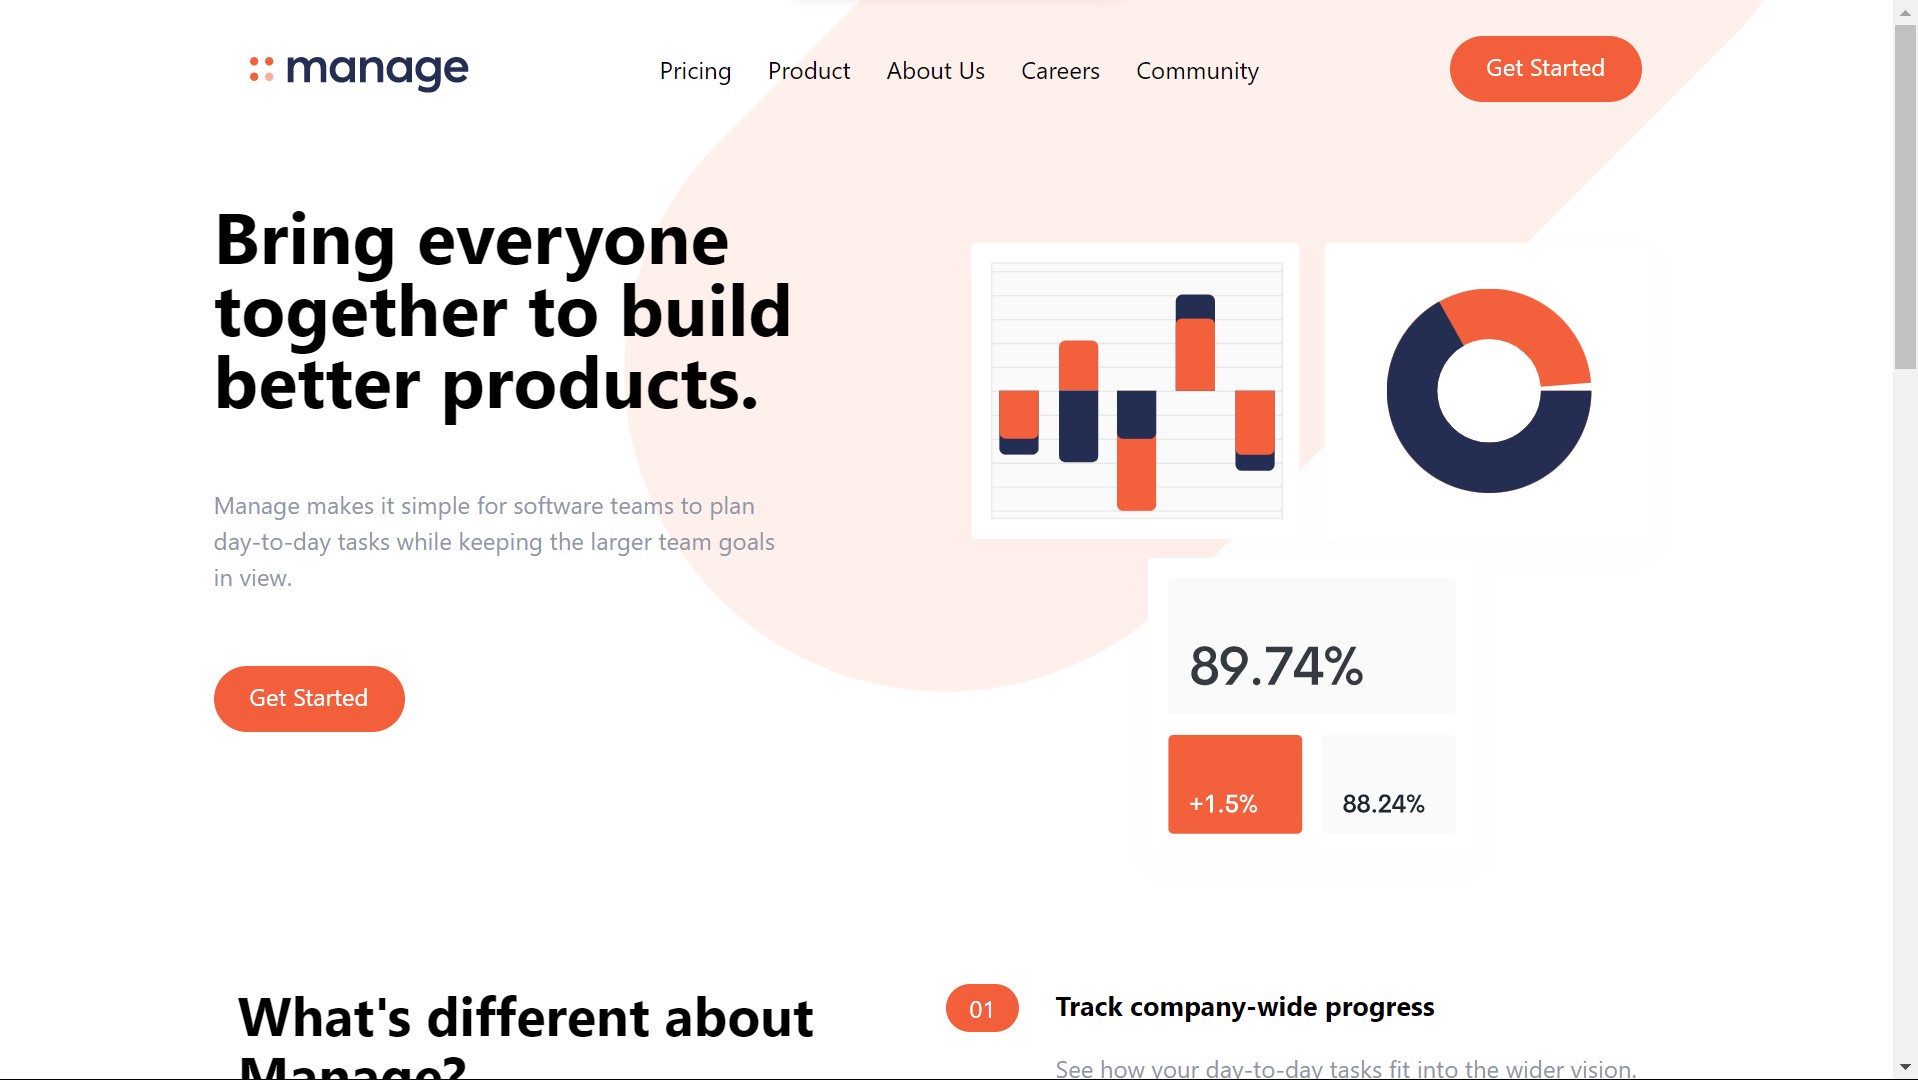 manage
Pricing Product About Us Careers Community
Get Started
Bring everyone
together to build
better products.
Manage makes it simple for software teams to plan
day-to-day tasks while keeping the larger team goals
in view.
Get Started
89.74%
+1.5%
88.24%
What's different about
Manage?
01
Track company-wide progress
See how your day-to-day tasks fit into the wider vision.